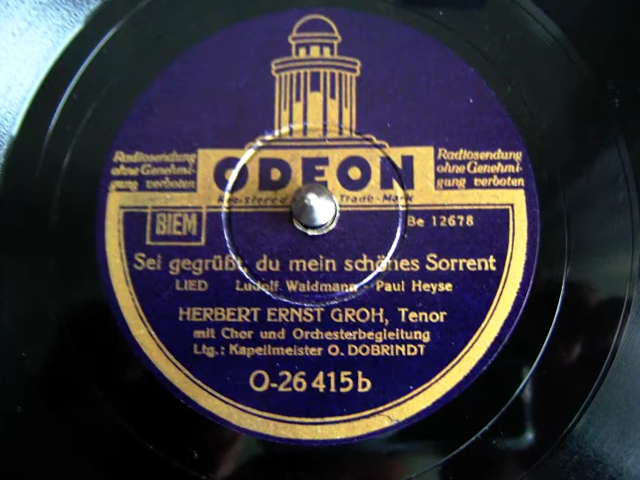 Radiosendung
ohne Genehmi-
gung verboten
ODEON
Radiosendung
ohne Genehmi-
gung verboten
Registered Trade-Mark
BIEM
Be 12678
Sei gegrüßt du mein schönes Sorrent
LIED Ludolf Waldmann - Paul Heyse
HERBERT ERNST GROH, Tenor
mit Chor und Orchesterbegleitung
Ltg.: Kapellmeister O. DOBRINDT
O-26415b